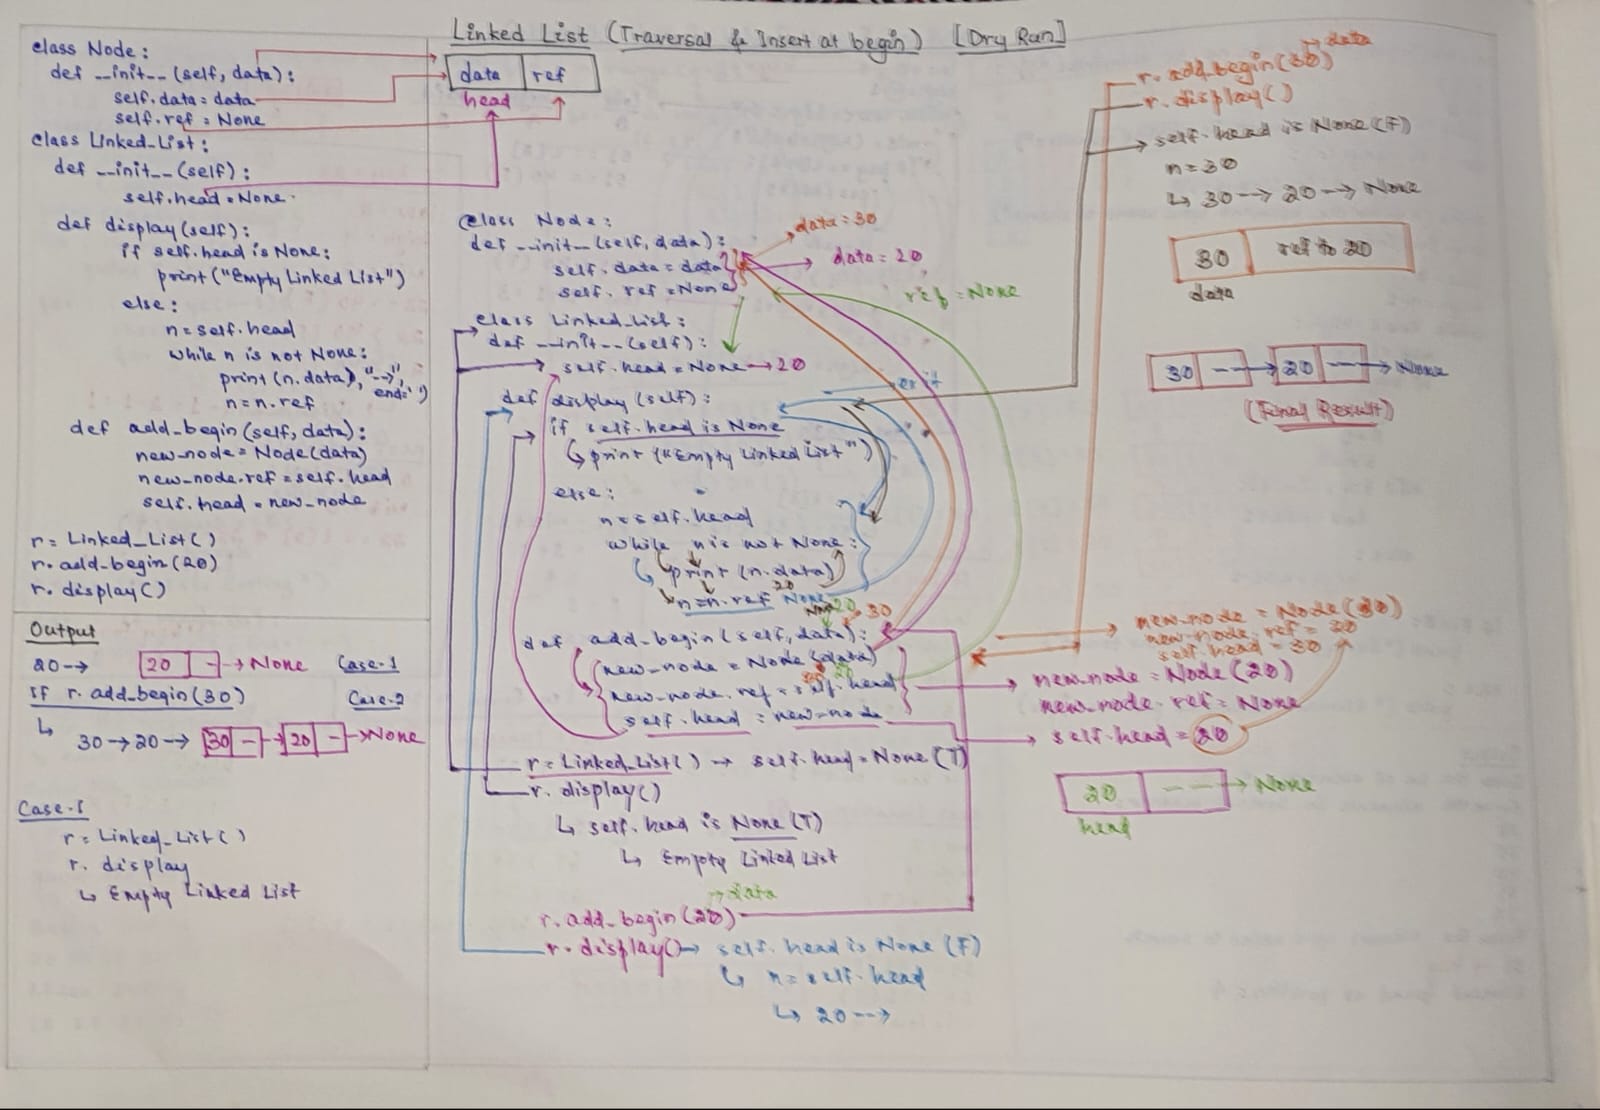 Linked List (Traversal & Insert at begin) [Dry Run]
class Node:
def __init__(self, data):
self.data = data
self.ref = None
class Linked_List:
def __init__(self):
self.head = None
def display(self):
if self.head is None:
print("Empty Linked List")
else:
n = self.head
while n is not None:
print(n.data), "-->",
end=' ')
n = n.ref
def add_begin(self, data):
new_node = Node(data)
new_node.ref = self.head
self.head = new_node
r = Linked_List()
r. add_begin(20)
r. display()
Output
20 → 20 - → None Case-1
If r. add_begin(30) Case-2
↳ 30 → 20 → 30 - → 20 - → None
Case-1
r = Linked_List()
r. display
↳ Empty Linked List
data ref
head
class Node:
def __init__(self, data):
self.data = data
self.ref = None
data = 30
data = 20
ref = None
class Linked_List:
def __init__(self):
self.head = None → 20
exit
def display(self):
if self.head is None
↳ print("Empty Linked List")
else:
n = self.head
while n is not None:
print(n.data)
20
n = n.ref None
None 20 30
def add_begin(self, data):
new_node = Node(data)
30 20
new_node.ref = self.head
self.head = new_node
r = Linked_List() → self.head = None (T)
r. display()
↳ self.head is None (T)
↳ Empty Linked List
→ data
r. add_begin(20)
r. display() → self.head is None (F)
↳ n = self.head
↳ 20 -->
→ data
r. add_begin(30)
r. display()
self.head is None (F)
n = 30
↳ 30 --> 20 --> None
30 ref to 20
data
30 -- → 20 -- → None
(Final Result)
new_node = Node(30)
new_node.ref = 20
self.head = 30
new_node = Node(20)
new_node.ref = None
self.head = 20
20 -- → None
head